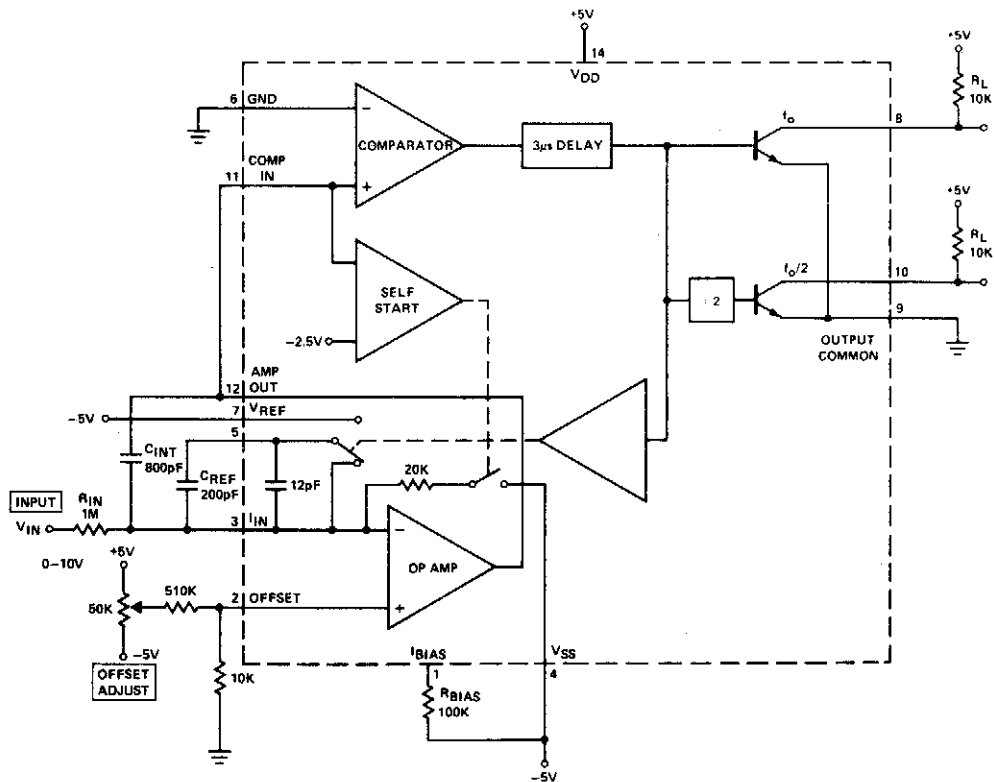 +5V
14
VDD
+5V
RL
10K
6 GND
−
COMPARATOR
+
3µs DELAY
fo
8
COMP
IN
11
+5V
RL
10K
SELF
START
−2.5V
÷2
fo/2
10
9
OUTPUT
COMMON
AMP
OUT
12
−5V
7
VREF
5
CINT
800pF
CREF
200pF
12pF
20K
INPUT
RIN
1M
VIN
3 IIN
−
OP AMP
+
0–10V
+5V
50K
510K
2 OFFSET
−5V
OFFSET
ADJUST
10K
IBIAS
1
VSS
4
RBIAS
100K
−5V